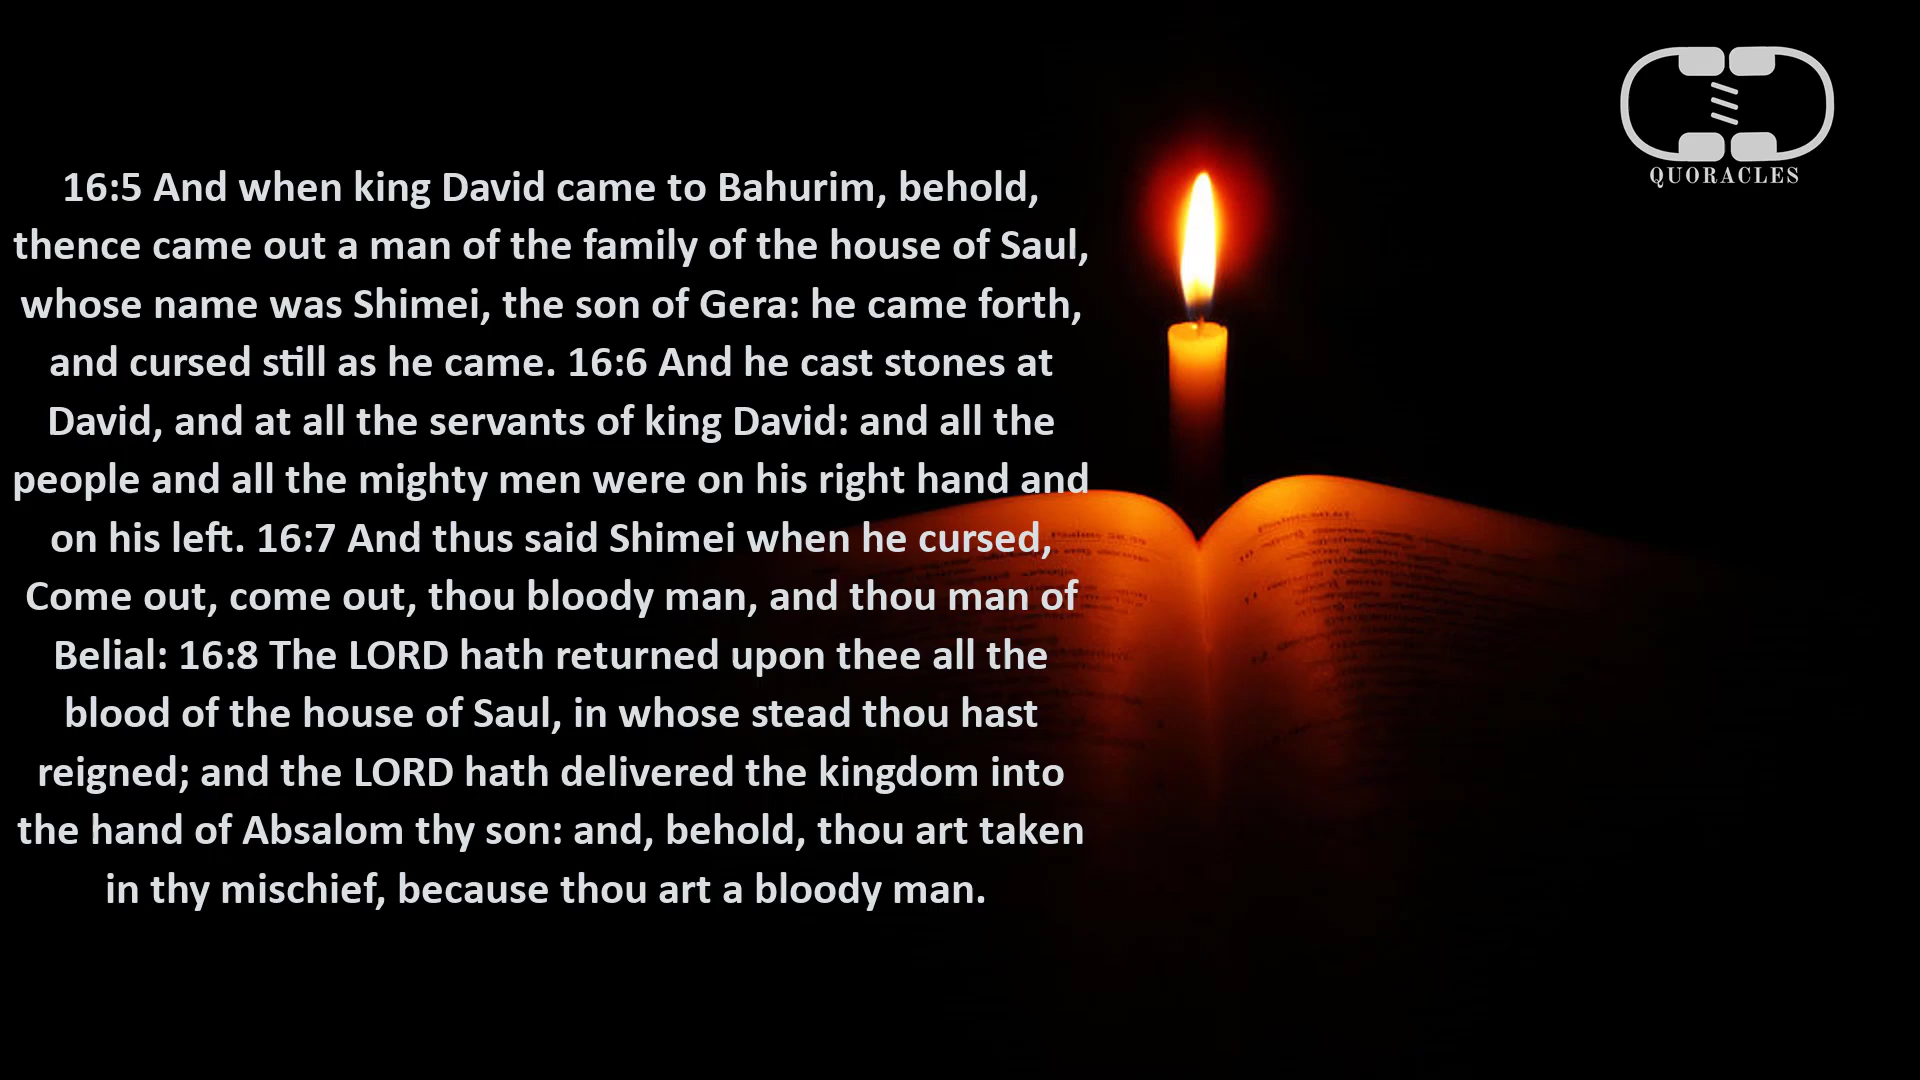 16:5 And when king David came to Bahurim, behold,
thence came out a man of the family of the house of Saul,
whose name was Shimei, the son of Gera: he came forth,
and cursed still as he came. 16:6 And he cast stones at
David, and at all the servants of king David: and all the
people and all the mighty men were on his right hand and
on his left. 16:7 And thus said Shimei when he cursed,
Come out, come out, thou bloody man, and thou man of
Belial: 16:8 The LORD hath returned upon thee all the
blood of the house of Saul, in whose stead thou hast
reigned; and the LORD hath delivered the kingdom into
the hand of Absalom thy son: and, behold, thou art taken
in thy mischief, because thou art a bloody man.
QUORACLES